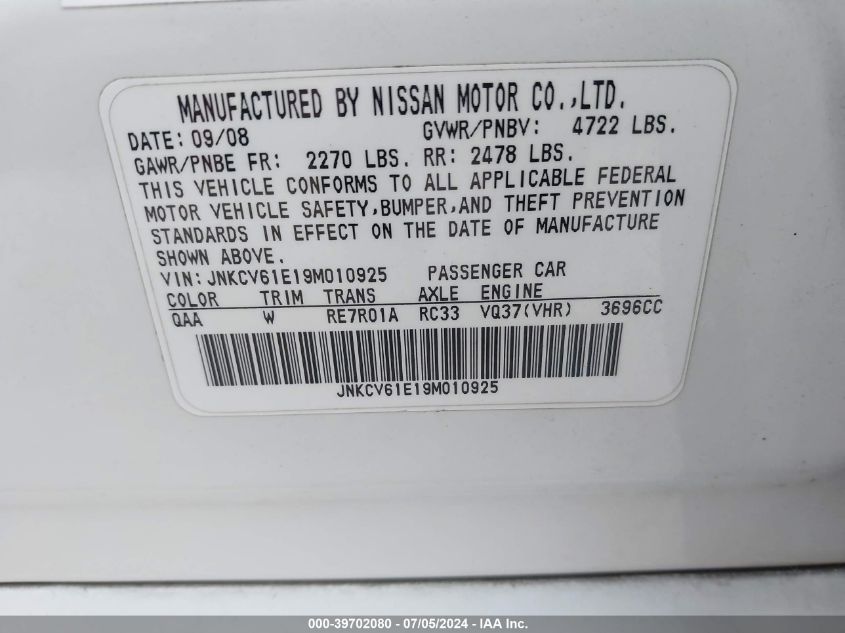 MANUFACTURED BY NISSAN MOTOR CO.,LTD.
DATE: 09/08 GVWR/PNBV: 4722 LBS.
GAWR/PNBE FR: 2270 LBS. RR: 2478 LBS.
THIS VEHICLE CONFORMS TO ALL APPLICABLE FEDERAL
MOTOR VEHICLE SAFETY,BUMPER,AND THEFT PREVENTION
STANDARDS IN EFFECT ON THE DATE OF MANUFACTURE
SHOWN ABOVE.
VIN:JNKCV61E19M010925 PASSENGER CAR
COLOR TRIM TRANS AXLE ENGINE
QAA W RE7R01A RC33 VQ37(VHR) 3696CC
JNKCV61E19M010925
000-39702080 - 07/05/2024 - IAA Inc.